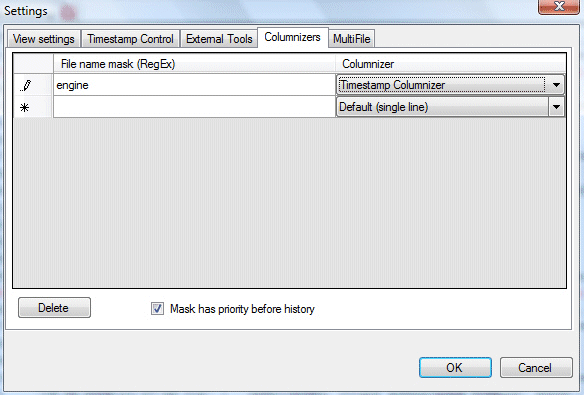 Settings
View settings Timestamp Control External Tools Columnizers MultiFile
File name mask (RegEx) Columnizer
engine Timestamp Columnizer
Default (single line)
Delete Mask has priority before history
OK Cancel